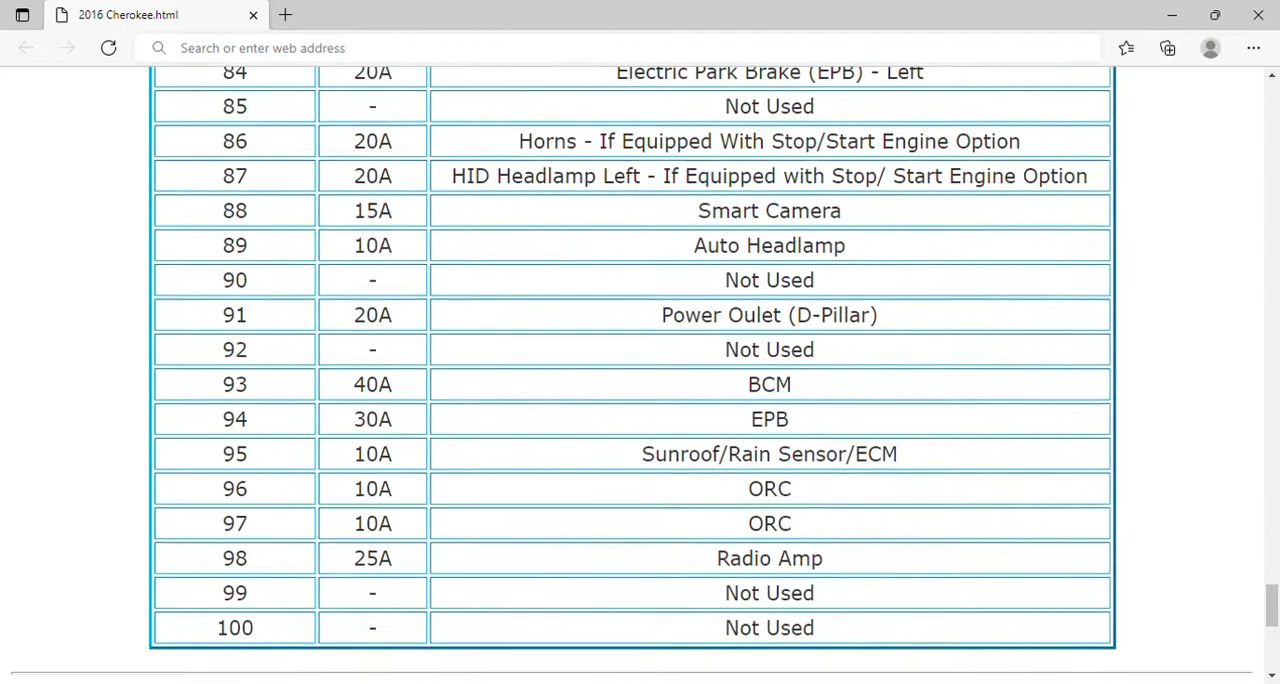 2016 Cherokee.html
Search or enter web address
84 20A Electric Park Brake (EPB) - Left
85 - Not Used
86 20A Horns - If Equipped With Stop/Start Engine Option
87 20A HID Headlamp Left - If Equipped with Stop/ Start Engine Option
88 15A Smart Camera
89 10A Auto Headlamp
90 - Not Used
91 20A Power Oulet (D-Pillar)
92 - Not Used
93 40A BCM
94 30A EPB
95 10A Sunroof/Rain Sensor/ECM
96 10A ORC
97 10A ORC
98 25A Radio Amp
99 - Not Used
100 - Not Used